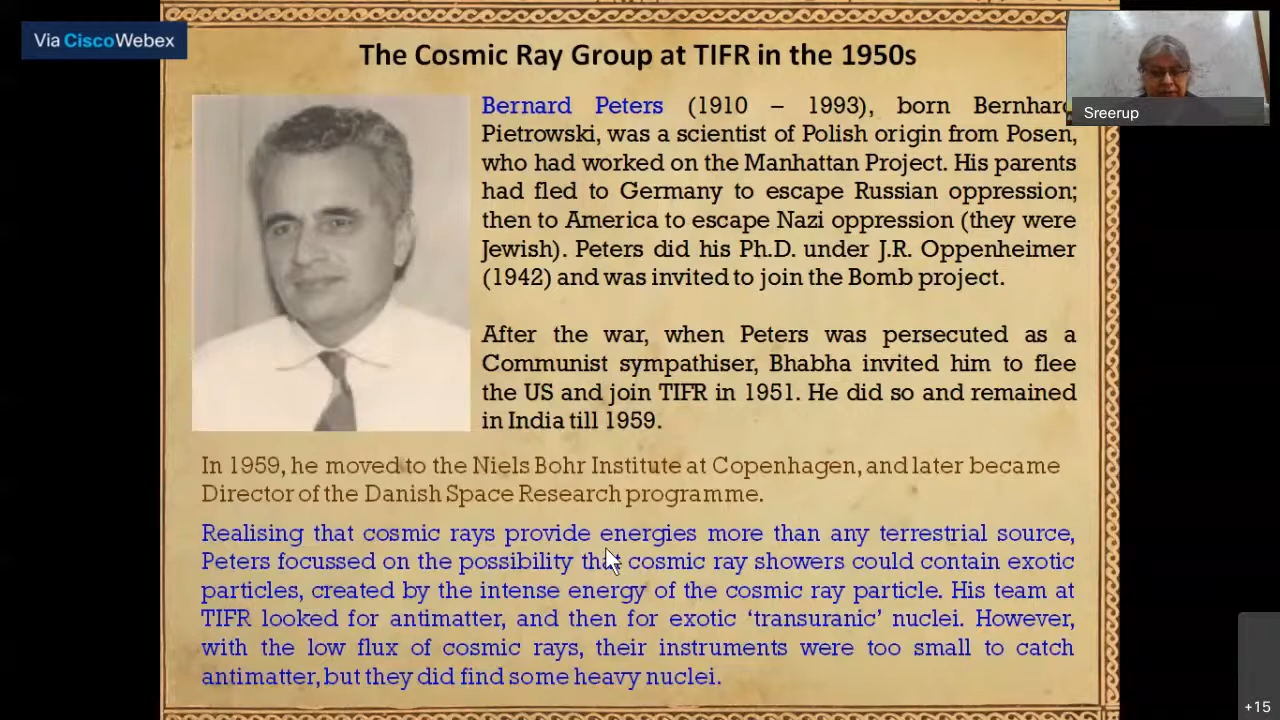 Via CiscoWebex
The Cosmic Ray Group at TIFR in the 1950s
Sreerup
Bernard Peters (1910 – 1993), born Bernhard
Pietrowski, was a scientist of Polish origin from Posen,
who had worked on the Manhattan Project. His parents
had fled to Germany to escape Russian oppression;
then to America to escape Nazi oppression (they were
Jewish). Peters did his Ph.D. under J.R. Oppenheimer
(1942) and was invited to join the Bomb project.
After the war, when Peters was persecuted as a
Communist sympathiser, Bhabha invited him to flee
the US and join TIFR in 1951. He did so and remained
in India till 1959.
In 1959, he moved to the Niels Bohr Institute at Copenhagen, and later became
Director of the Danish Space Research programme.
Realising that cosmic rays provide energies more than any terrestrial source,
Peters focussed on the possibility that cosmic ray showers could contain exotic
particles, created by the intense energy of the cosmic ray particle. His team at
TIFR looked for antimatter, and then for exotic ‘transuranic’ nuclei. However,
with the low flux of cosmic rays, their instruments were too small to catch
antimatter, but they did find some heavy nuclei.
+15